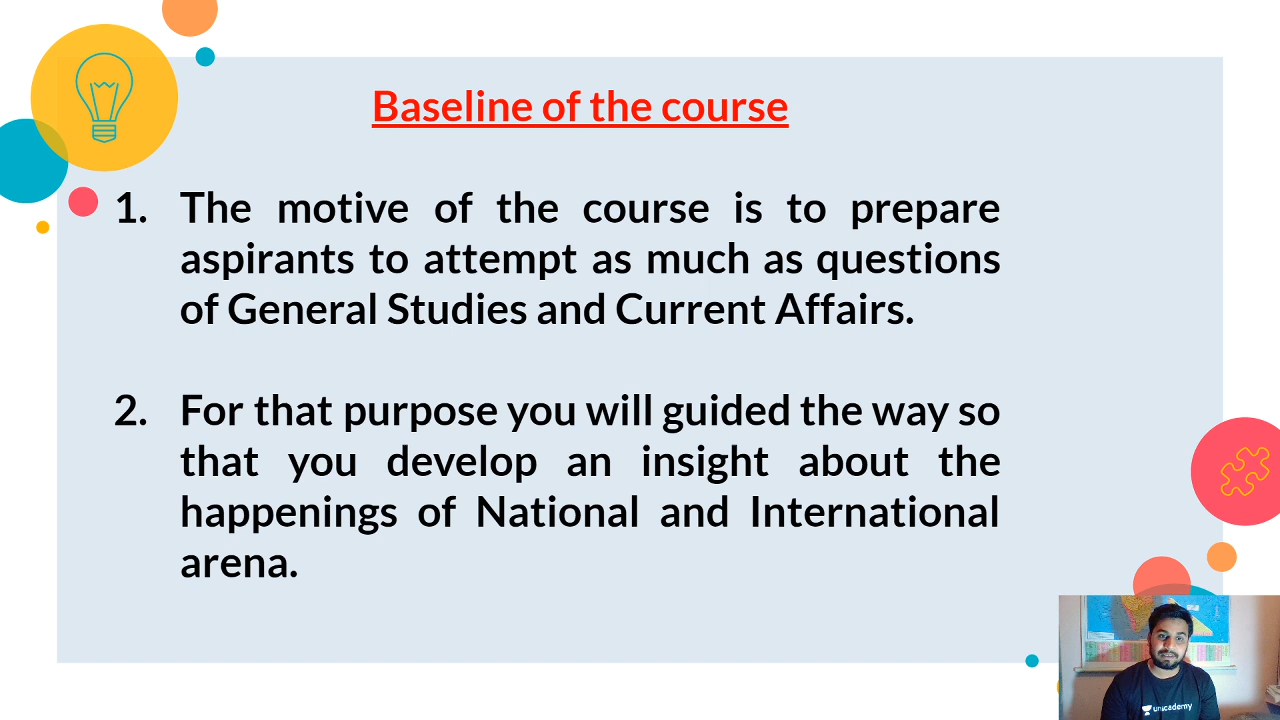 Baseline of the course
1. The motive of the course is to prepare
aspirants to attempt as much as questions
of General Studies and Current Affairs.
2. For that purpose you will guided the way so
that you develop an insight about the
happenings of National and International
arena.
unacademy